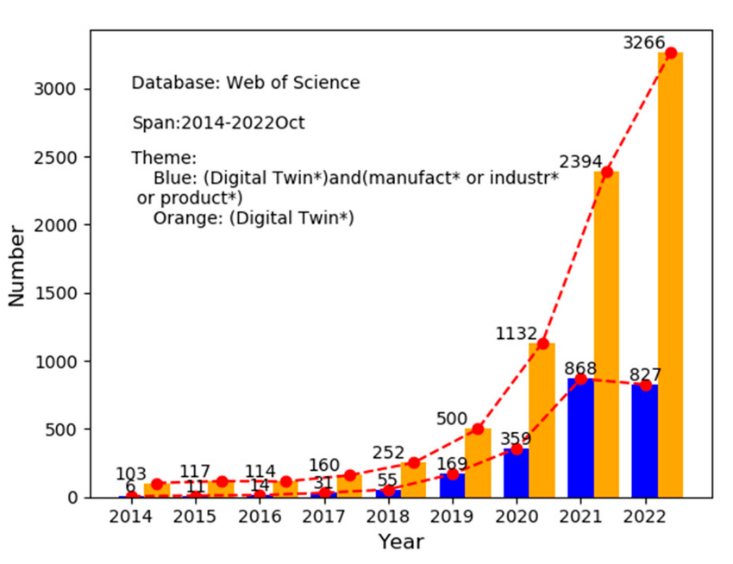 3266
3000
Database: Web of Science
Span:2014-2022Oct
2500
Theme:
2394
Blue: (Digital Twin*)and(manufact* or industr*
or product*)
Orange: (Digital Twin*)
2000
Number
1500
1132
1000
868
827
500
500
359
252
169
160
103
117
114
55
31
14
11
6
0
2014 2015 2016 2017 2018 2019 2020 2021 2022
Year